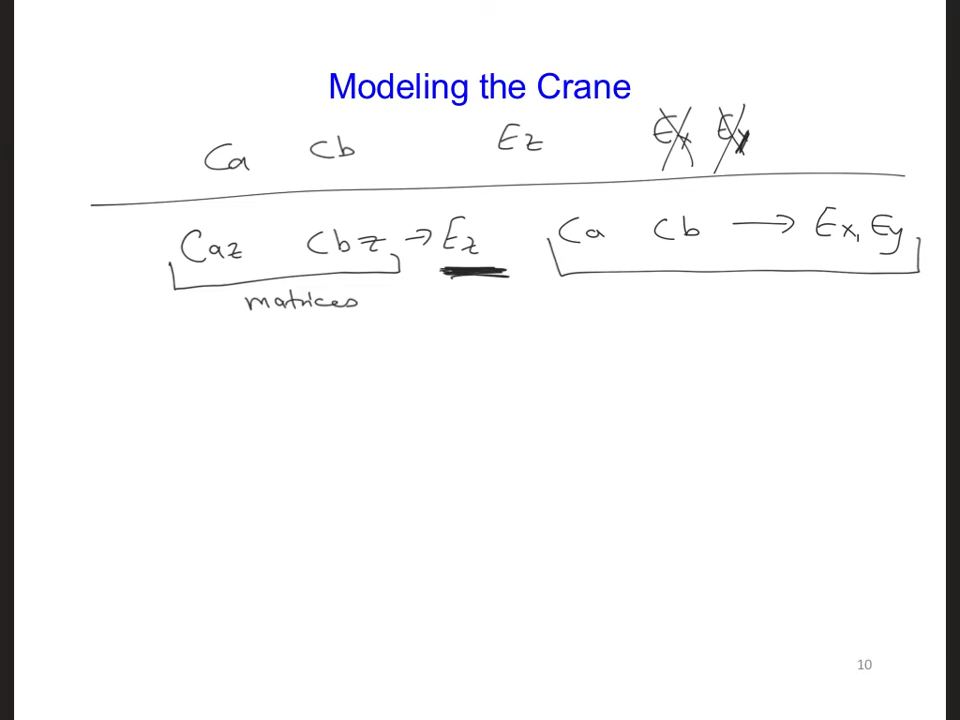 Modeling the Crane
Ca Cb Ez Ex Ey
Caz Cbz → Ez Ca Cb → Ex, Ey
matrices
10